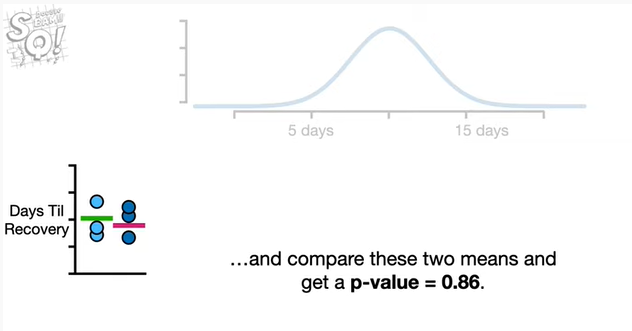 StatQuest!
5 days
15 days
Days Til
Recovery
…and compare these two means and
get a p-value = 0.86.